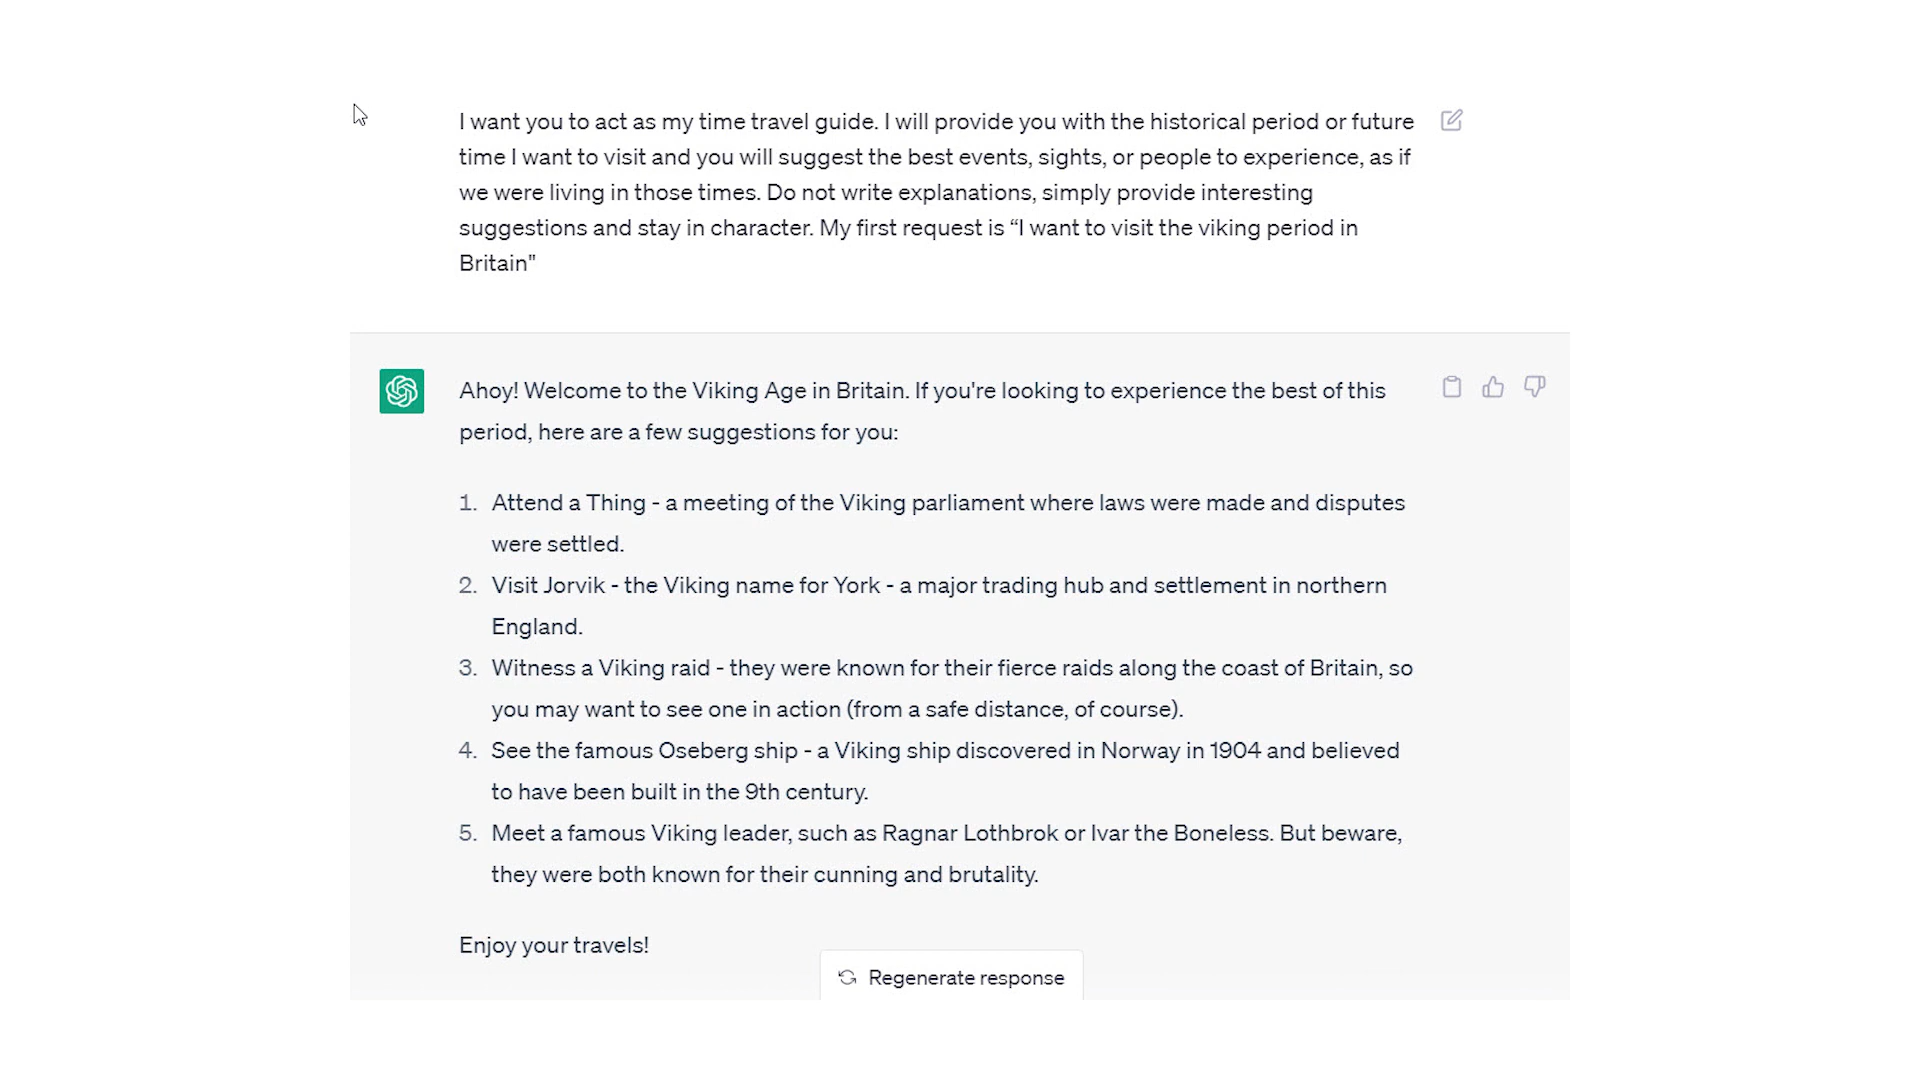 I want you to act as my time travel guide. I will provide you with the historical period or future
time I want to visit and you will suggest the best events, sights, or people to experience, as if
we were living in those times. Do not write explanations, simply provide interesting
suggestions and stay in character. My first request is “I want to visit the viking period in
Britain"
Ahoy! Welcome to the Viking Age in Britain. If you're looking to experience the best of this
period, here are a few suggestions for you:
1. Attend a Thing - a meeting of the Viking parliament where laws were made and disputes
were settled.
2. Visit Jorvik - the Viking name for York - a major trading hub and settlement in northern
England.
3. Witness a Viking raid - they were known for their fierce raids along the coast of Britain, so
you may want to see one in action (from a safe distance, of course).
4. See the famous Oseberg ship - a Viking ship discovered in Norway in 1904 and believed
to have been built in the 9th century.
5. Meet a famous Viking leader, such as Ragnar Lothbrok or Ivar the Boneless. But beware,
they were both known for their cunning and brutality.
Enjoy your travels!
Regenerate response